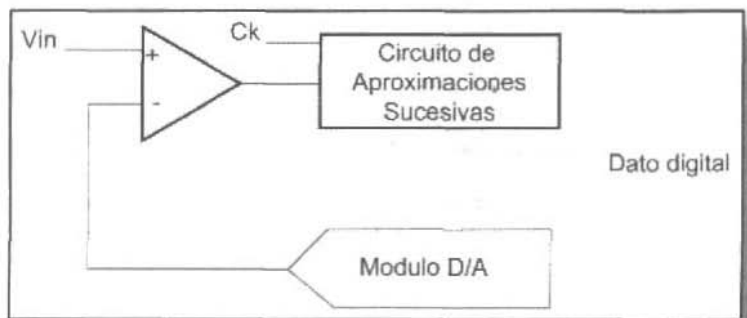 Vin
Ck
+
-
Circuito de
Aproximaciones
Sucesivas
Dato digital
Modulo D/A